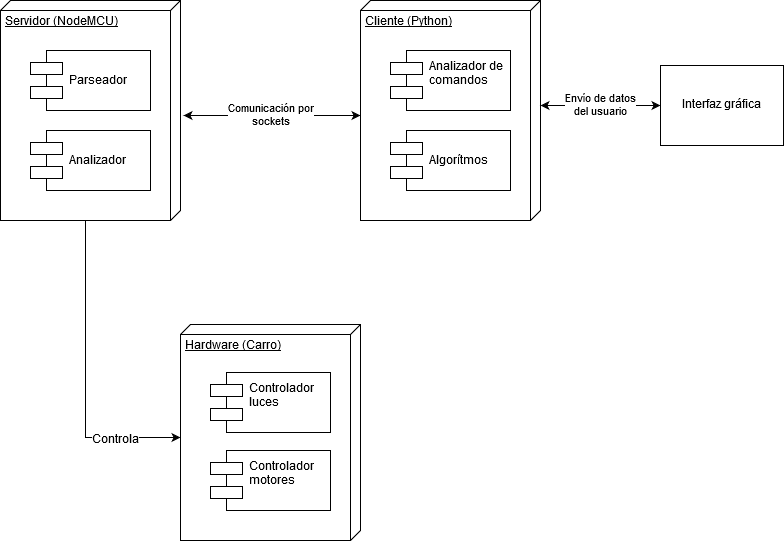 Servidor (NodeMCU)
Parseador
Analizador
Comunicación por
sockets
Cliente (Python)
Analizador de
comandos
Algorítmos
Envío de datos
del usuario
Interfaz gráfica
Controla
Hardware (Carro)
Controlador
luces
Controlador
motores